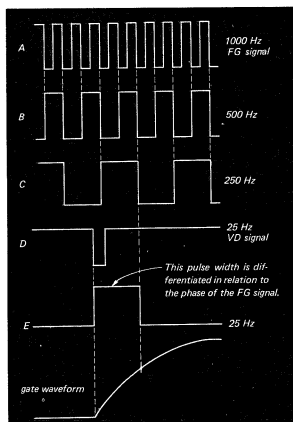 A
1000 Hz
FG signal
B
500 Hz
C
250 Hz
D
25 Hz
VD signal
This pulse width is dif-
ferentiated in relation to
the phase of the FG signal.
E
25 Hz
gate waveform